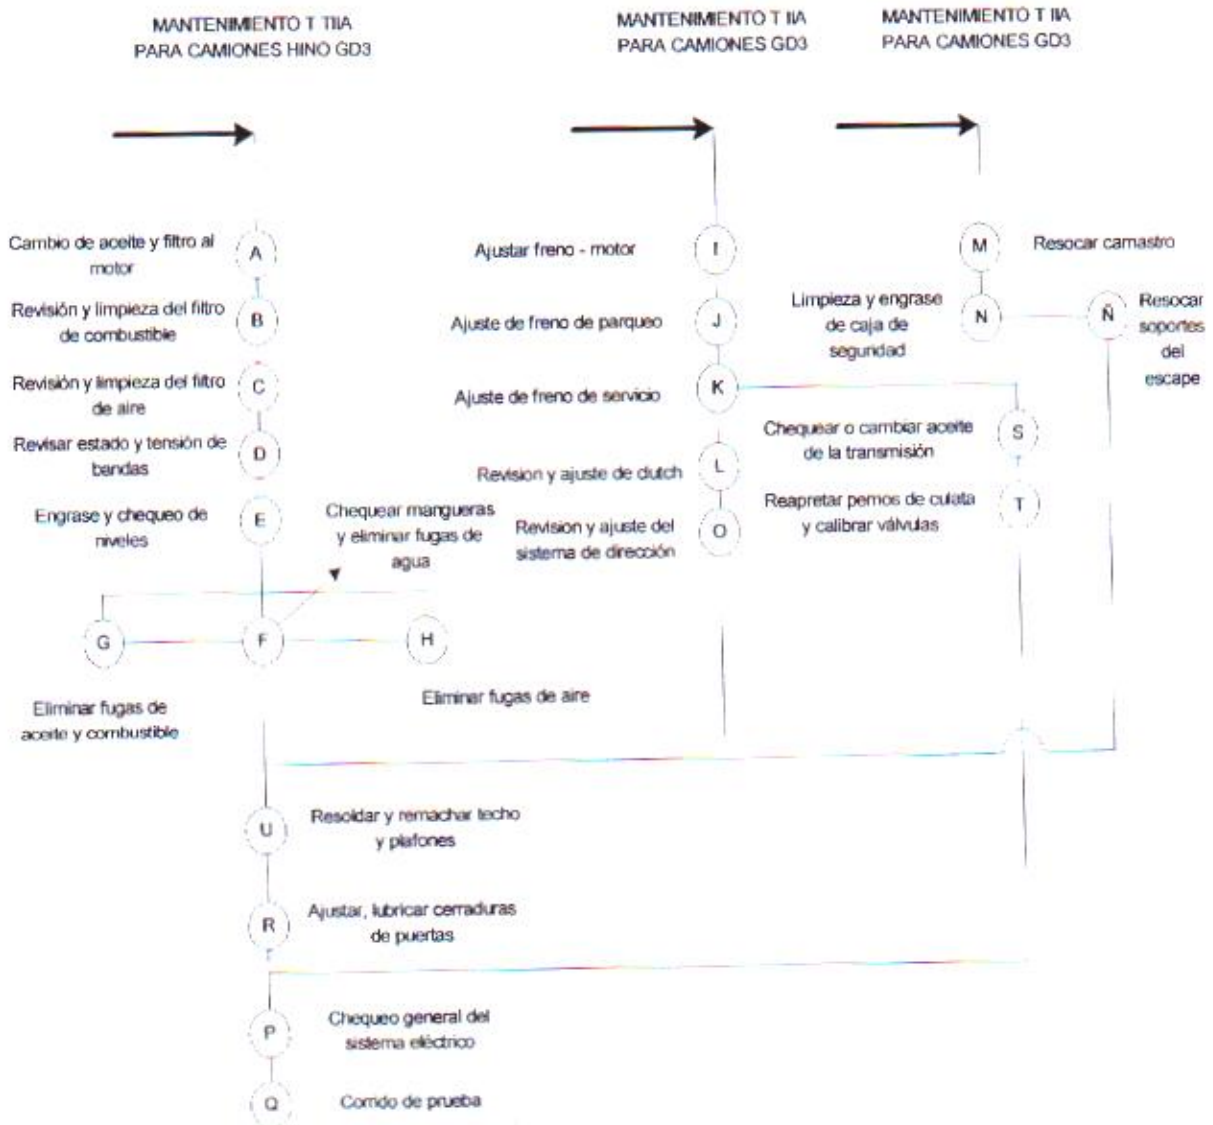 MANTENIMIENTO T TIIA
PARA CAMIONES HINO GD3
MANTENIMIENTO T IIA
PARA CAMIONES GD3
MANTENIMIENTO T IIA
PARA CAMIONES GD3
Cambio de aceite y filtro al
motor
A
Revisión y limpieza del filtro
de combustible
B
Revisión y limpieza del filtro
de aire
C
Revisar estado y tensión de
bandas
D
Engrase y chequeo de
niveles
E
Chequear mangueras
y eliminar fugas de
agua
G
F
H
Eliminar fugas de
aceite y combustible
Eliminar fugas de aire
Ajustar freno - motor
I
Ajuste de freno de parqueo
J
Ajuste de freno de servicio
K
Revision y ajuste de clutch
L
Revision y ajuste del
sistema de dirección
O
M
Resocar camastro
Limpieza y engrase
de caja de
seguridad
N
Ñ
Resocar
soportes
del
escape
Chequear o cambiar aceite
de la transmisión
S
Reapretar pernos de culata
y calibrar válvulas
T
U
Resoldar y remachar techo
y plafones
R
Ajustar, lubricar cerraduras
de puertas
P
Chequeo general del
sistema eléctrico
Q
Corrido de prueba